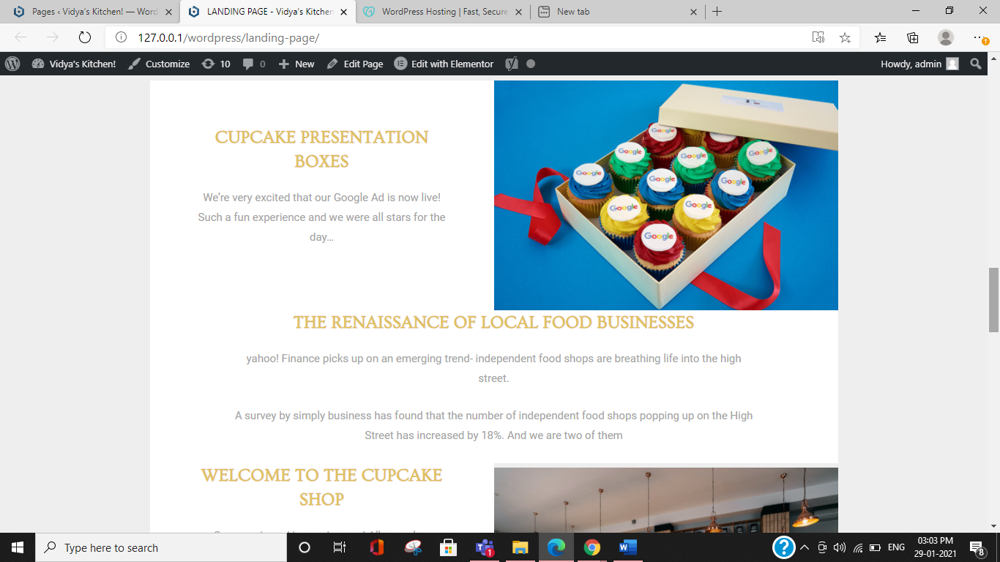 Pages ‹ Vidya's Kitchen! — Word
LANDING PAGE - Vidya's Kitchen
WordPress Hosting | Fast, Secure
New tab
127.0.0.1/wordpress/landing-page/
Vidya's Kitchen!
Customize
10
0
New
Edit Page
Edit with Elementor
Howdy, admin
CUPCAKE PRESENTATION
BOXES
We’re very excited that our Google Ad is now live!
Such a fun experience and we were all stars for the
day…
Google
Google
Google
Google
Google
Google
Google
Google
Google
Google
THE RENAISSANCE OF LOCAL FOOD BUSINESSES
yahoo! Finance picks up on an emerging trend- independent food shops are breathing life into the high
street.
A survey by simply business has found that the number of independent food shops popping up on the High
Street has increased by 18%. And we are two of them
WELCOME TO THE CUPCAKE
SHOP
Type here to search
1
ENG
03:03 PM
29-01-2021
8